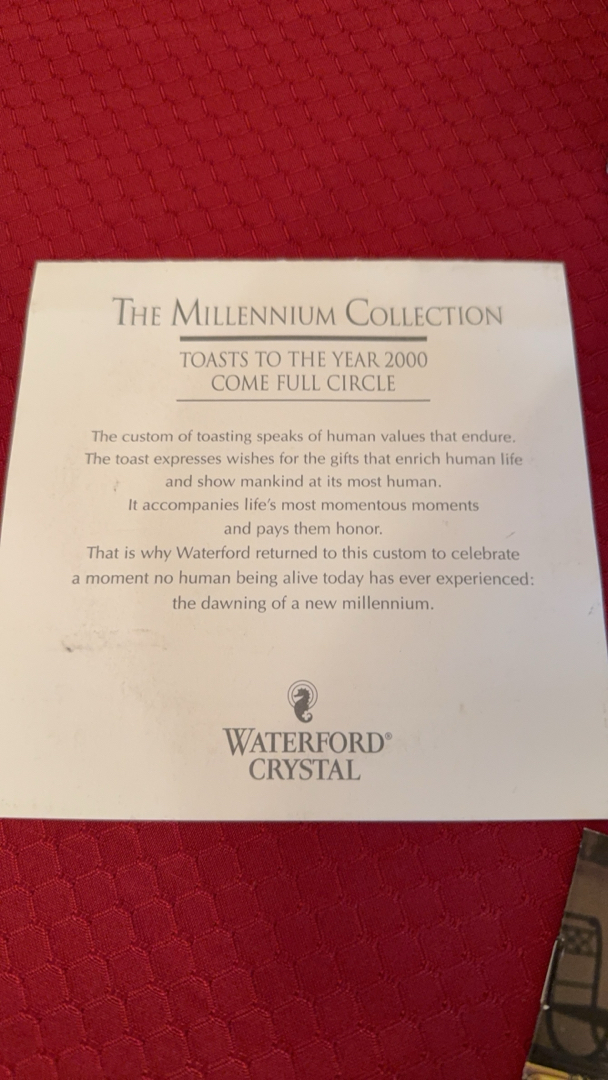 THE MILLENNIUM COLLECTION
TOASTS TO THE YEAR 2000
COME FULL CIRCLE
The custom of toasting speaks of human values that endure.
The toast expresses wishes for the gifts that enrich human life
and show mankind at its most human.
It accompanies life's most momentous moments
and pays them honor.
That is why Waterford returned to this custom to celebrate
a moment no human being alive today has ever experienced:
the dawning of a new millennium.
WATERFORD®
CRYSTAL